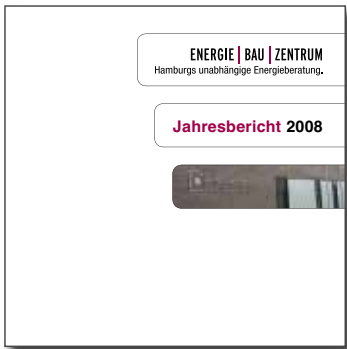 ENERGIE | BAU | ZENTRUM
Hamburgs unabhängige Energieberatung.
Jahresbericht 2008